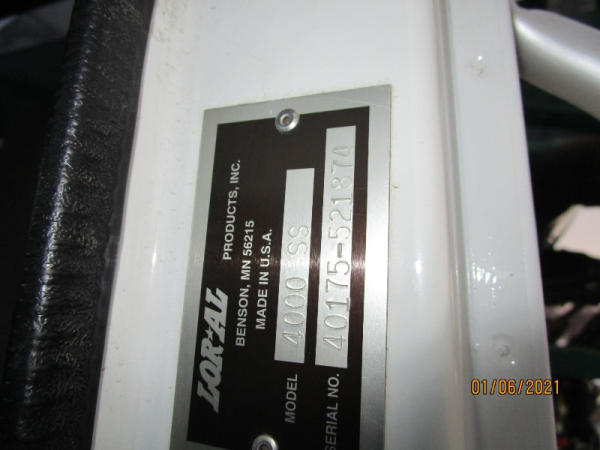 LOR*AL PRODUCTS, INC.
BENSON, MN 56215
MADE IN U.S.A.
MODEL 4000 SS
SERIAL NO. 40175-521874
01/06/2021